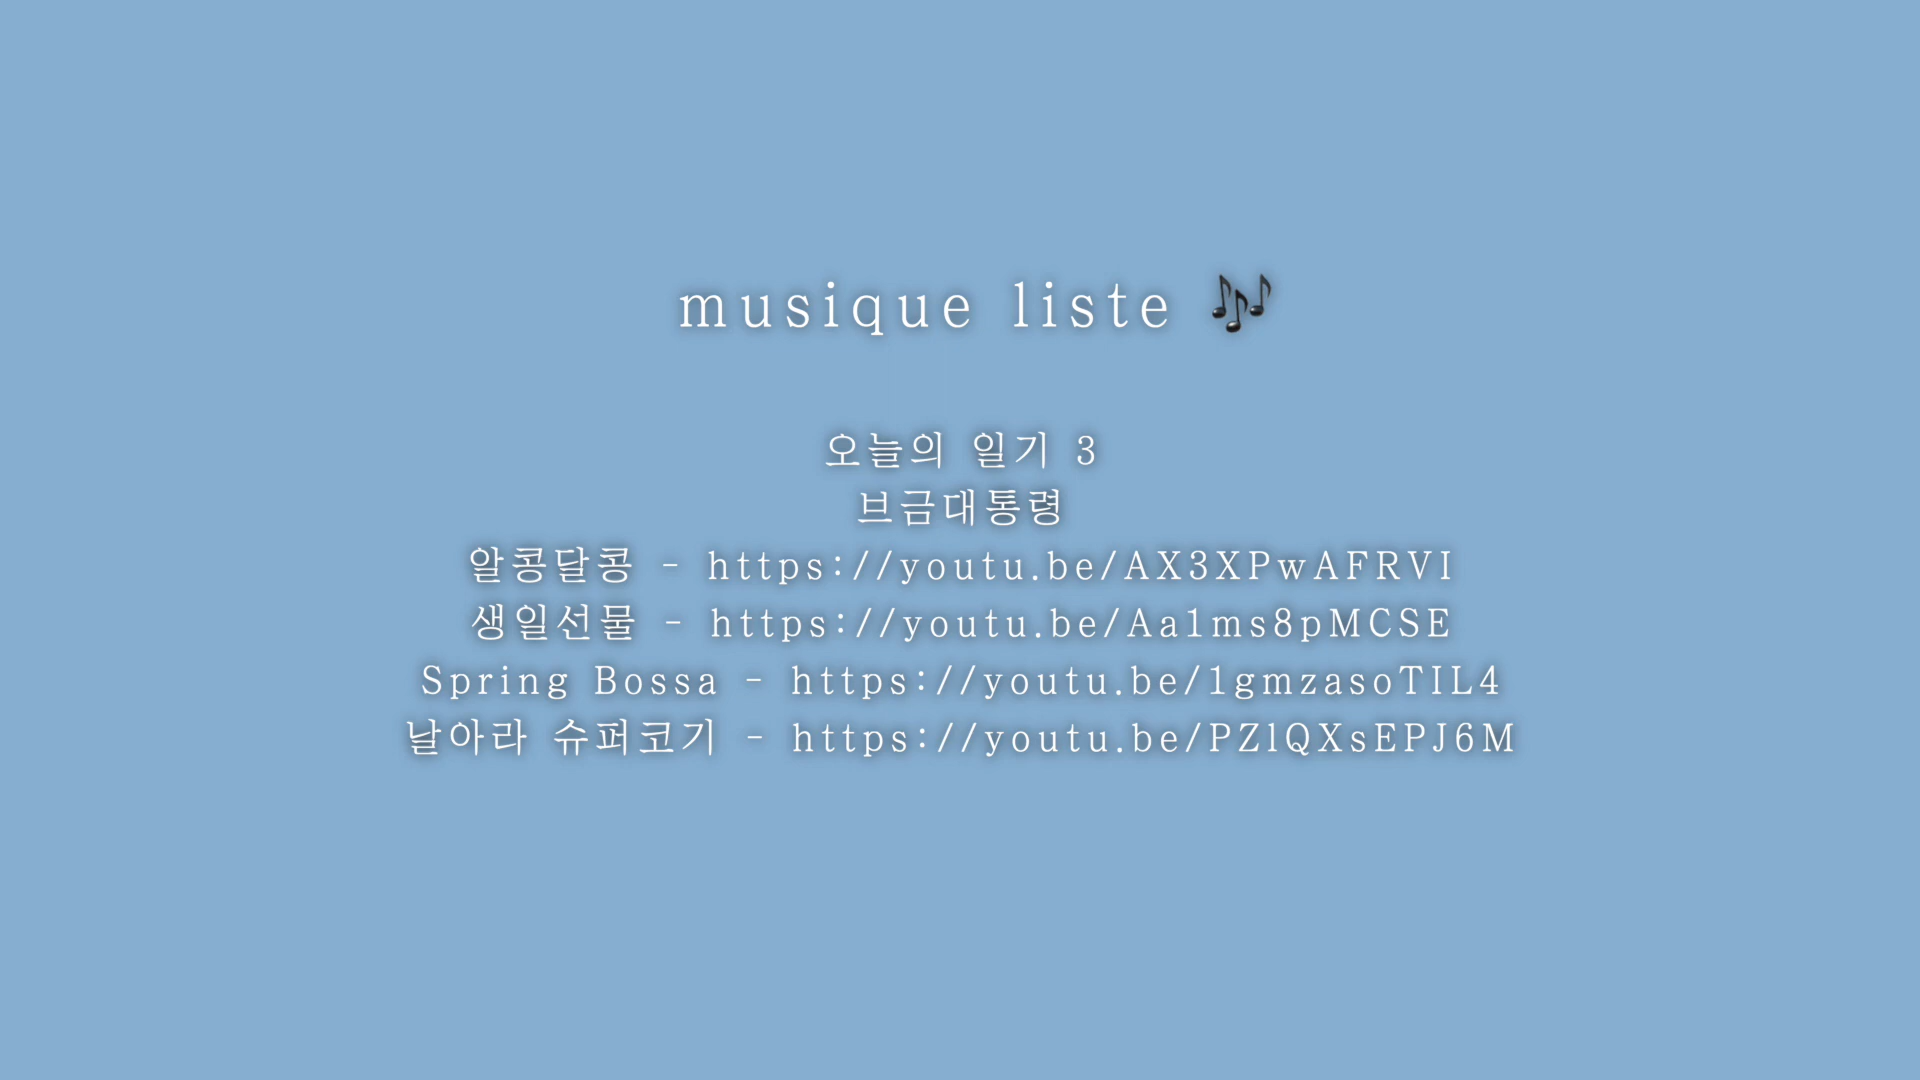 musique liste 🎶
오늘의 일기 3
브금대통령
알콩달콩 - https://youtu.be/AX3XPwAFRVI
생일선물 - https://youtu.be/Aa1ms8pMCSE
Spring Bossa - https://youtu.be/1gmzasoTIL4
날아라 슈퍼코기 - https://youtu.be/PZlQXsEPJ6M